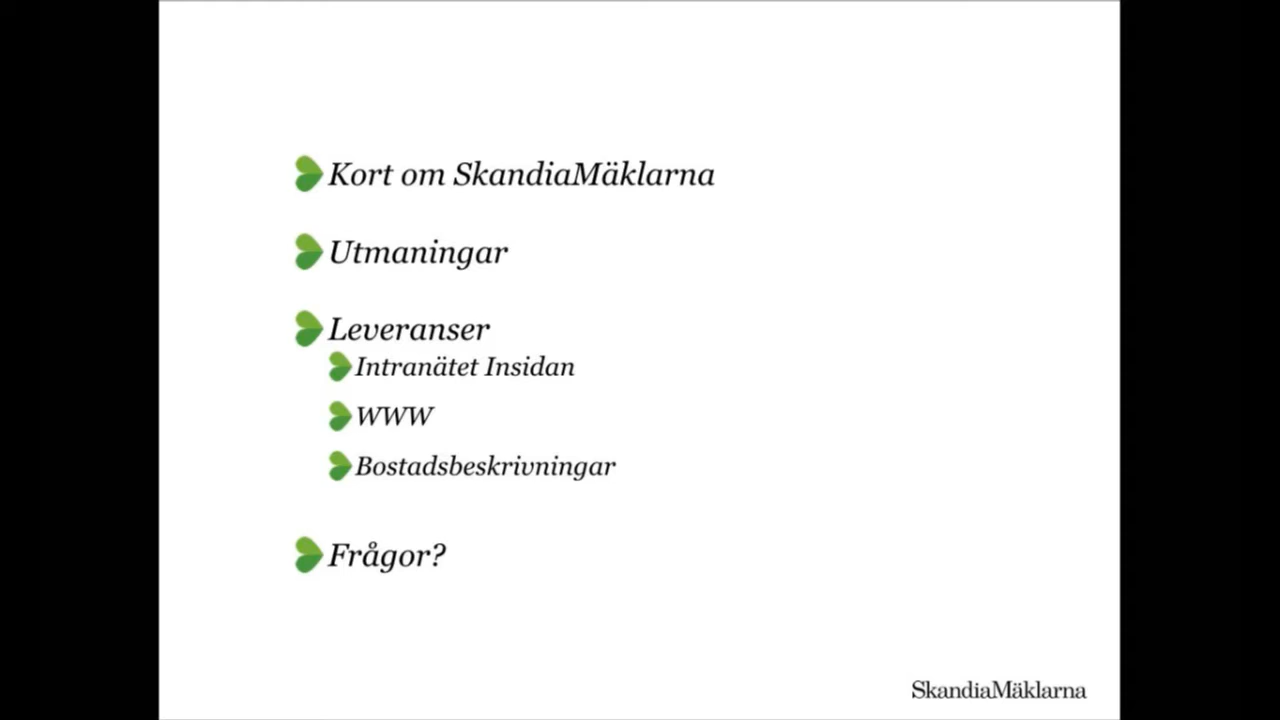 Kort om SkandiaMäklarna
Utmaningar
Leveranser
Intranätet Insidan
WWW
Bostadsbeskrivningar
Frågor?
SkandiaMäklarna